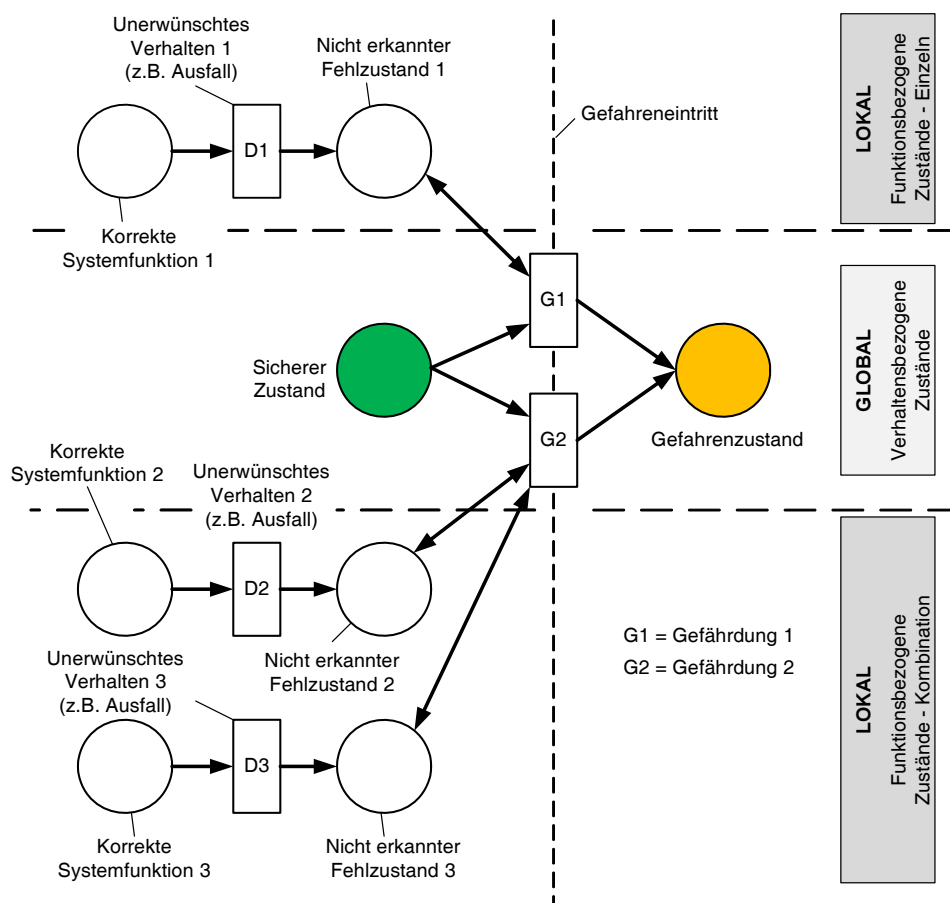 Unerwünschtes
Verhalten 1
(z.B. Ausfall)
Nicht erkannter
Fehlzustand 1
D1
Korrekte
Systemfunktion 1
Gefahreneintritt
LOKAL
Funktionsbezogene
Zustände - Einzeln
G1
Sicherer
Zustand
G2
Gefahrenzustand
GLOBAL
Verhaltensbezogene
Zustände
Korrekte
Systemfunktion 2
Unerwünschtes
Verhalten 2
(z.B. Ausfall)
D2
Nicht erkannter
Fehlzustand 2
Unerwünschtes
Verhalten 3
(z.B. Ausfall)
D3
Korrekte
Systemfunktion 3
Nicht erkannter
Fehlzustand 3
G1 = Gefährdung 1
G2 = Gefährdung 2
LOKAL
Funktionsbezogene
Zustände - Kombination